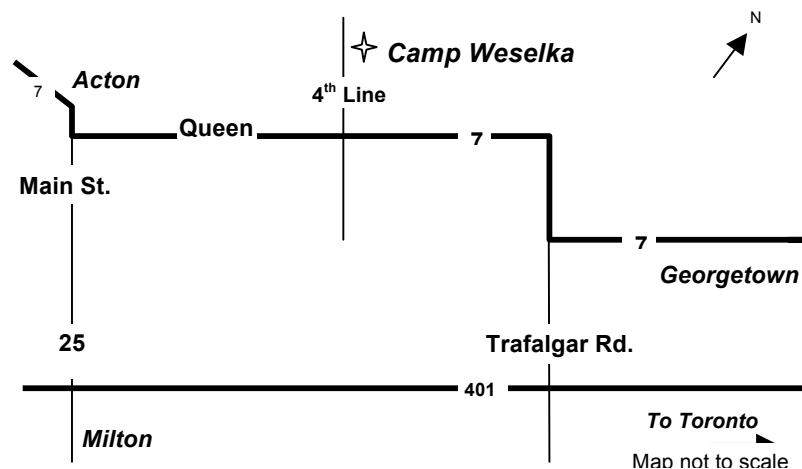 N
Camp Weselka
Acton
7
4th Line
Queen
7
Main St.
7
Georgetown
25
Trafalgar Rd.
401
To Toronto
Milton
Map not to scale